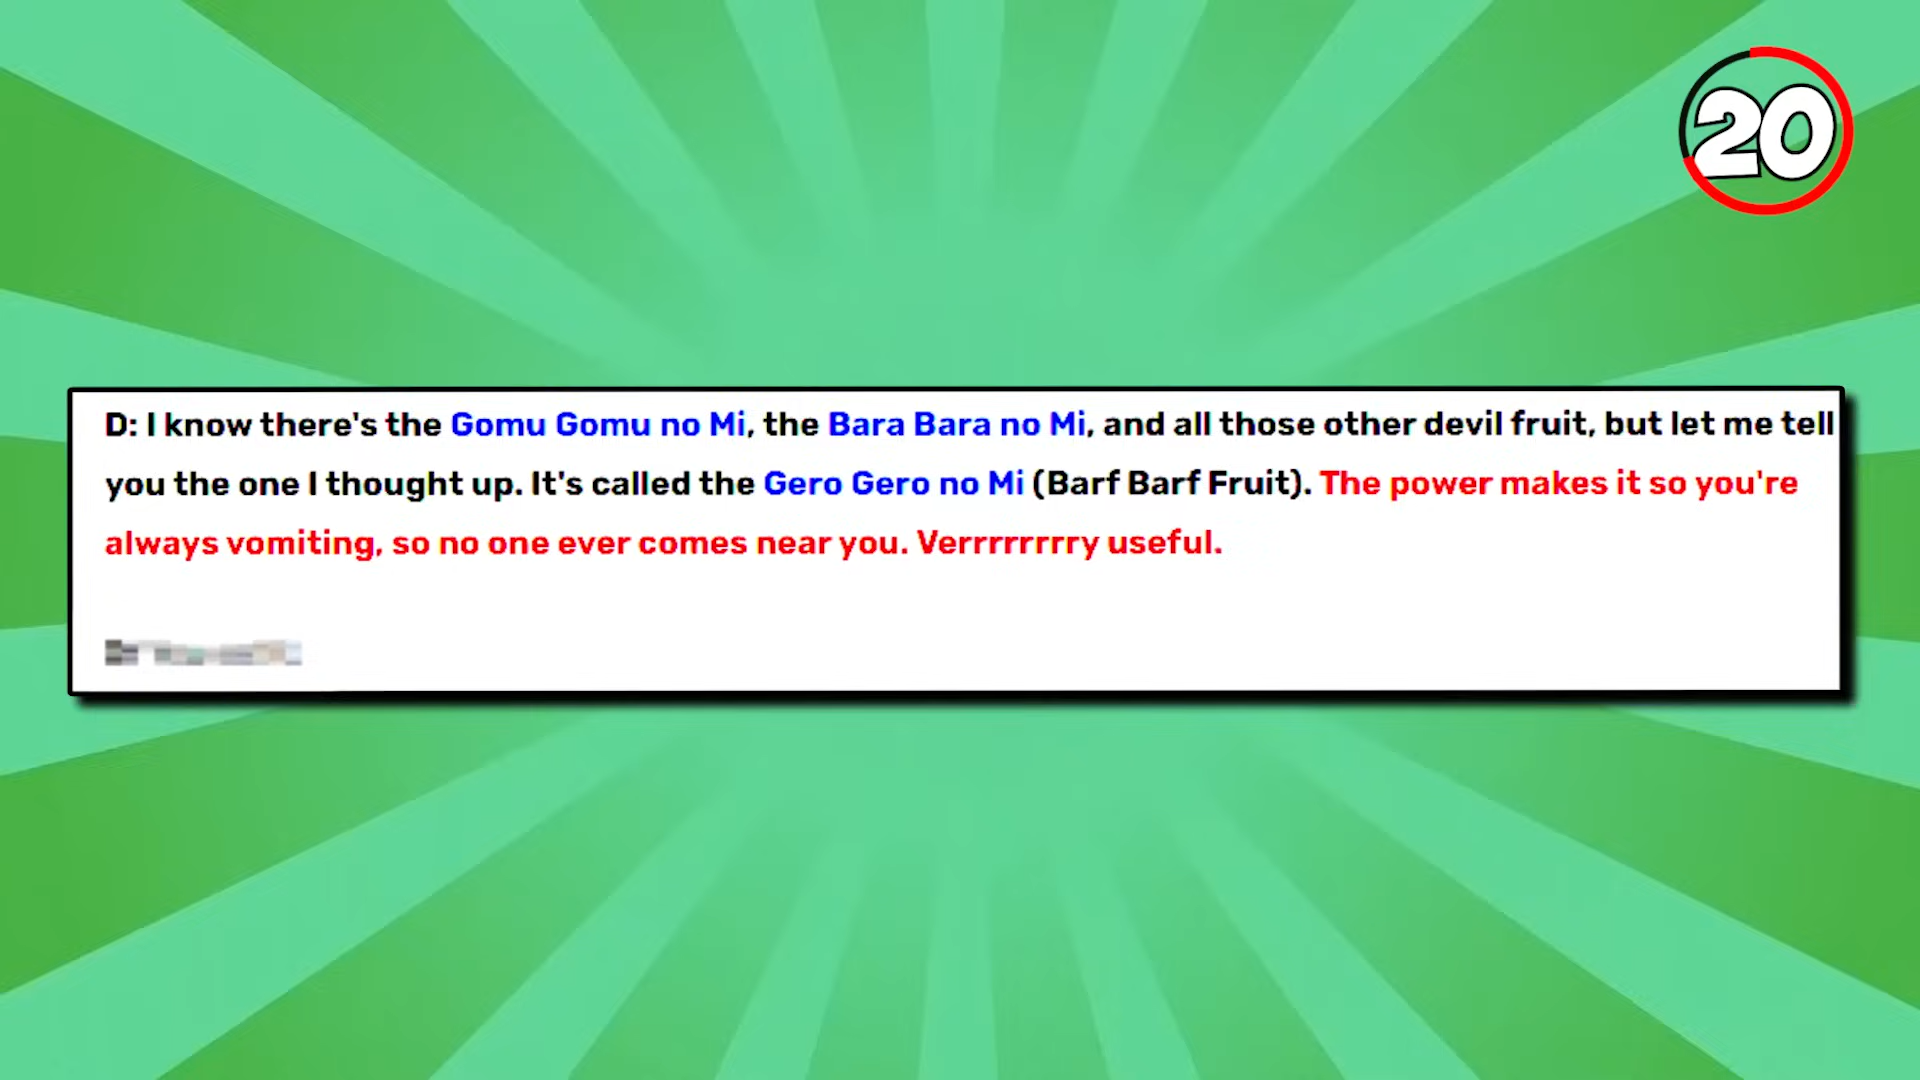 20
D: I know there's the Gomu Gomu no Mi, the Bara Bara no Mi, and all those other devil fruit, but let me tell
you the one I thought up. It's called the Gero Gero no Mi (Barf Barf Fruit). The power makes it so you're
always vomiting, so no one ever comes near you. Verrrrrrrry useful.